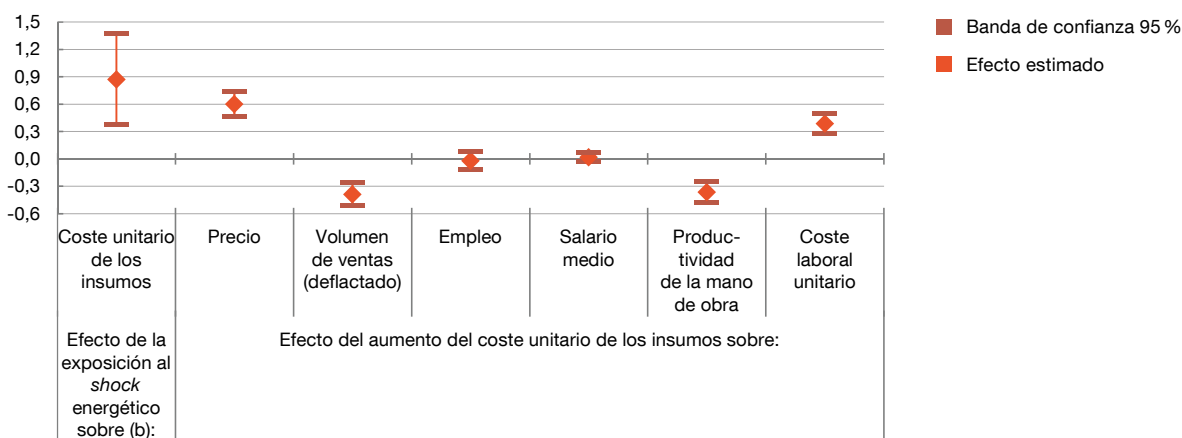 1,5
1,2
0,9
0,6
0,3
0,0
-0,3
-0,6
Coste unitario
de los
insumos
Precio
Volumen
de ventas
(deflactado)
Empleo
Salario
medio
Produc-
tividad
de la mano
de obra
Coste
laboral
unitario
Efecto de la
exposición al
shock
energético
sobre (b):
Efecto del aumento del coste unitario de los insumos sobre:
Banda de confianza 95 %
Efecto estimado